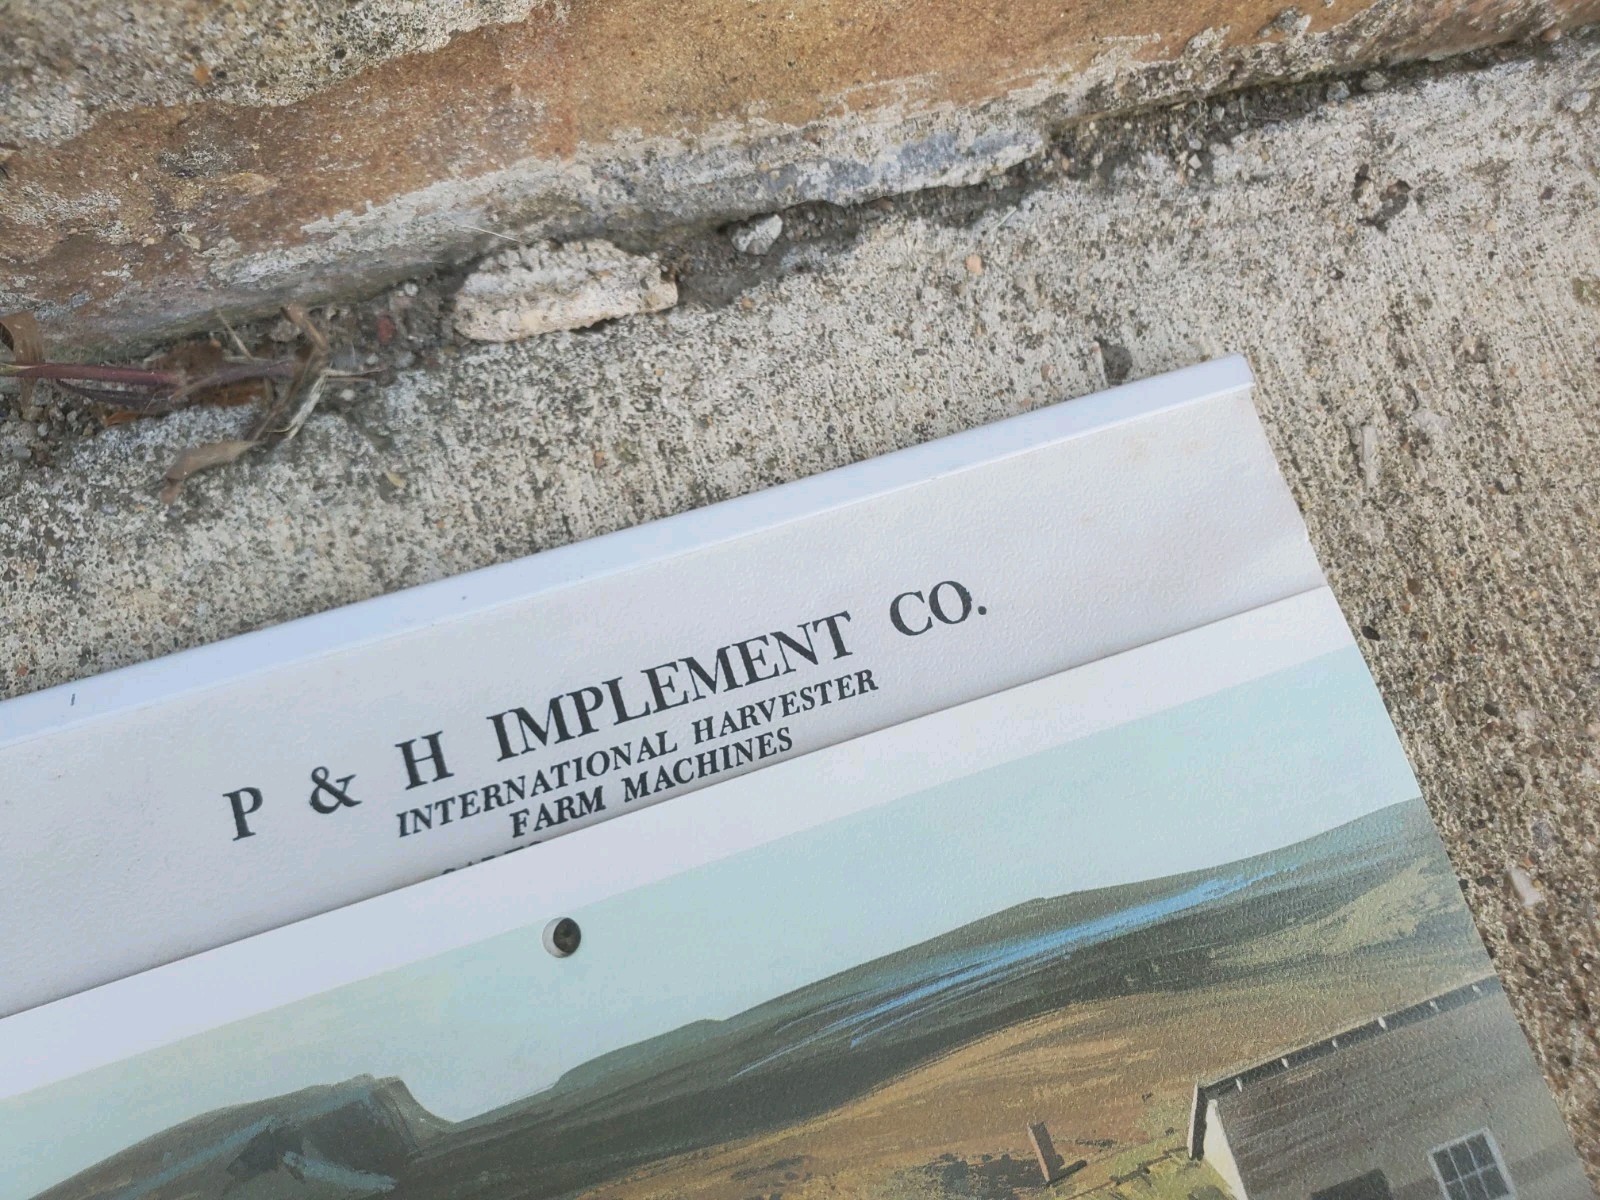 P & H IMPLEMENT CO.
INTERNATIONAL HARVESTER
FARM MACHINES